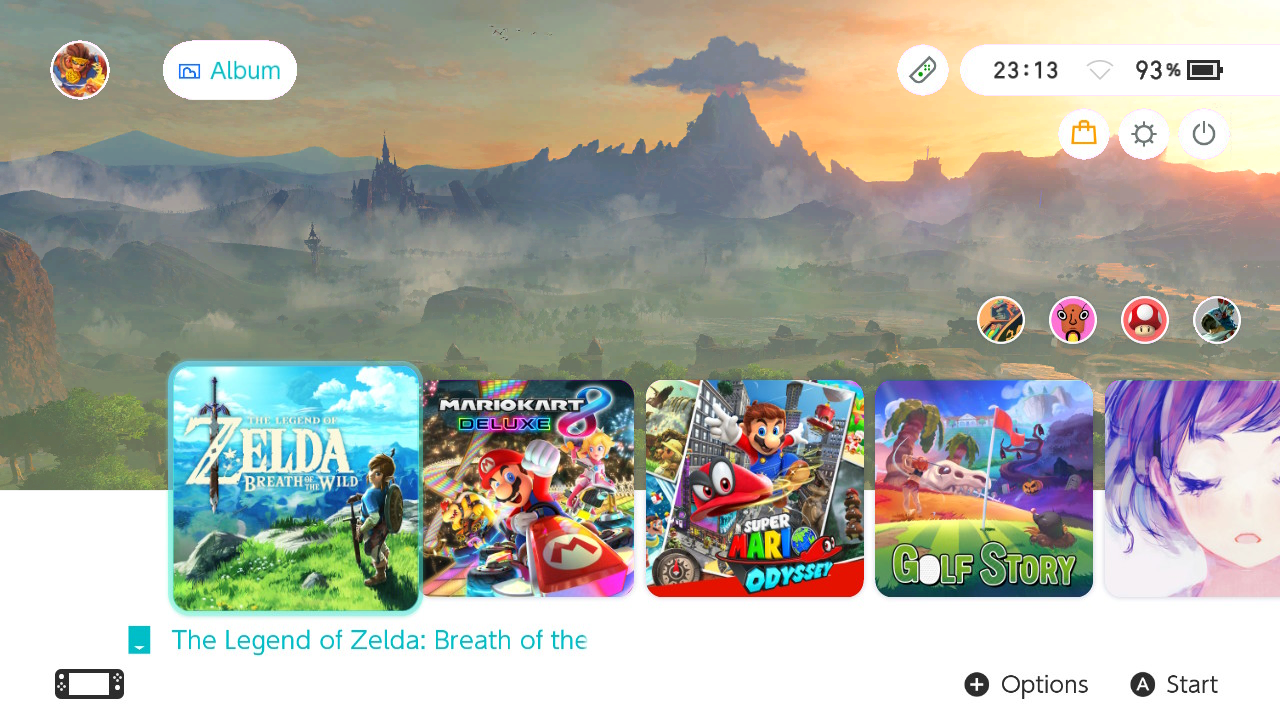 Album
23:13
93%
THE LEGEND OF
ZELDA
BREATH OF THE WILD
MARIOKART 8
DELUXE
SUPER
MARIO
ODYSSEY
GOLF STORY
The Legend of Zelda: Breath of the
Options
A Start